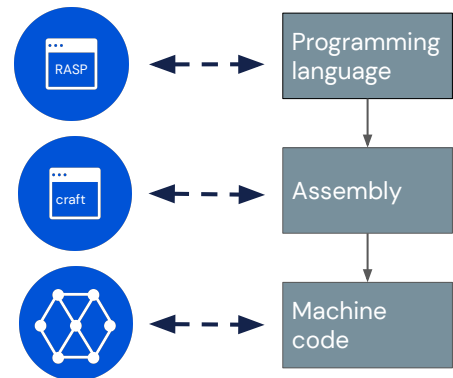 RASP
Programming
language
craft
Assembly
Machine
code